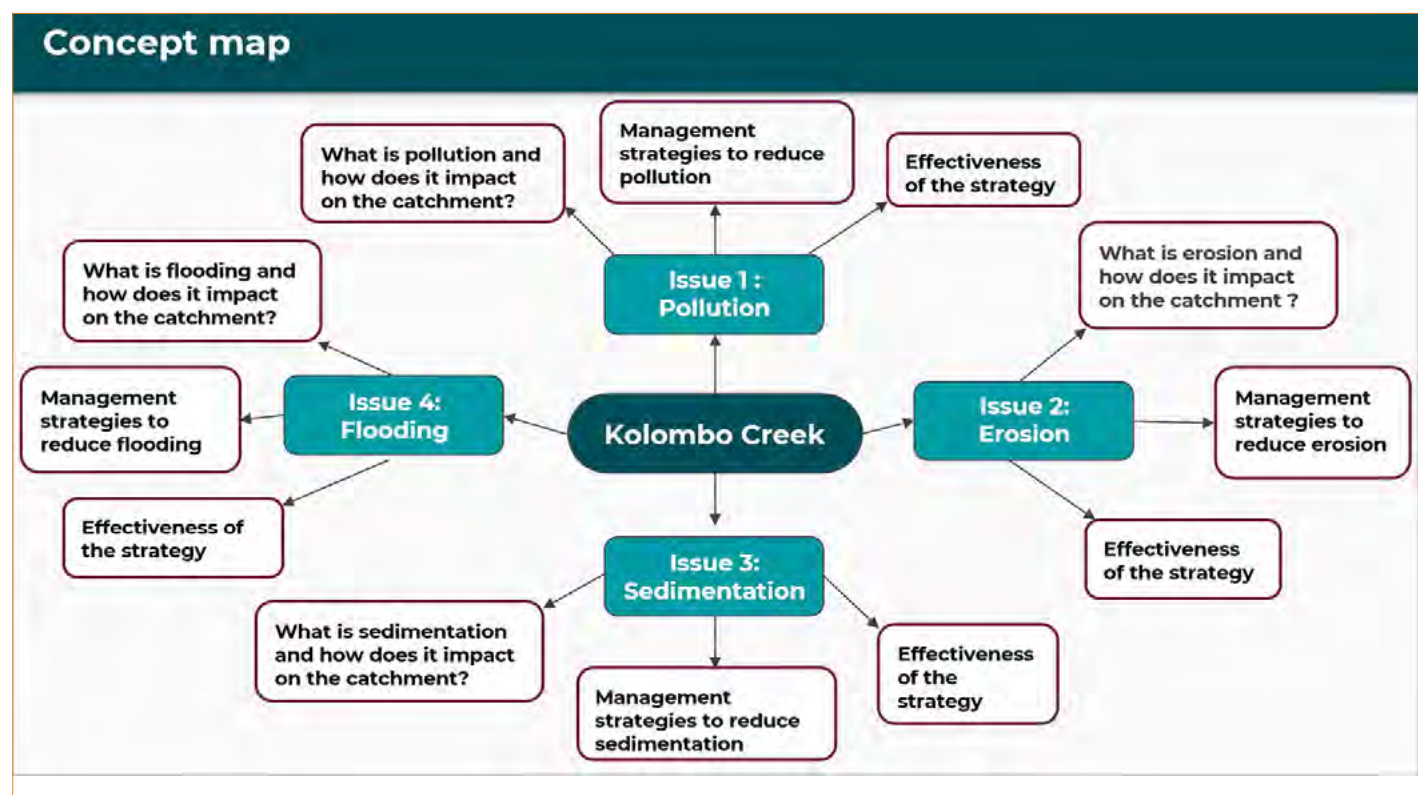 Concept map
What is pollution and
how does it impact
on the catchment?
Management
strategies to reduce
pollution
Effectiveness
of the strategy
Issue 1 :
Pollution
What is erosion and
how does it impact
on the catchment ?
Management
strategies to
reduce erosion
Effectiveness
of the strategy
Issue 2:
Erosion
What is flooding and
how does it impact
on the catchment?
Management
strategies to
reduce flooding
Effectiveness of
the strategy
Issue 4:
Flooding
Kolombo Creek
Issue 3:
Sedimentation
What is sedimentation
and how does it impact
on the catchment?
Management
strategies to reduce
sedimentation
Effectiveness
of the
strategy